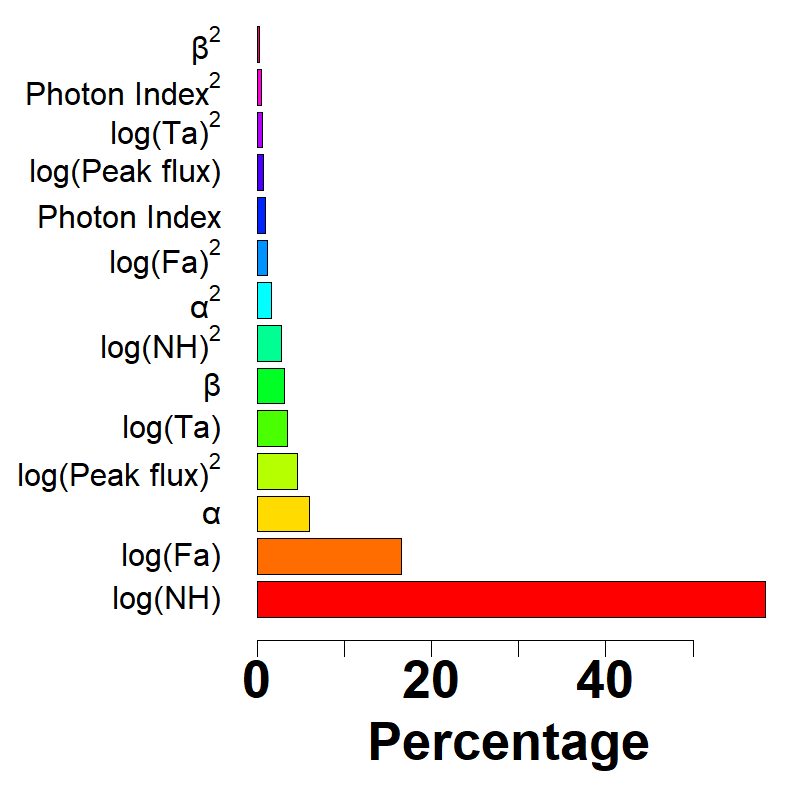 β²
Photon Index²
log(Ta)²
log(Peak flux)
Photon Index
log(Fa)²
α²
log(NH)²
β
log(Ta)
log(Peak flux)²
α
log(Fa)
log(NH)
0 20 40
Percentage